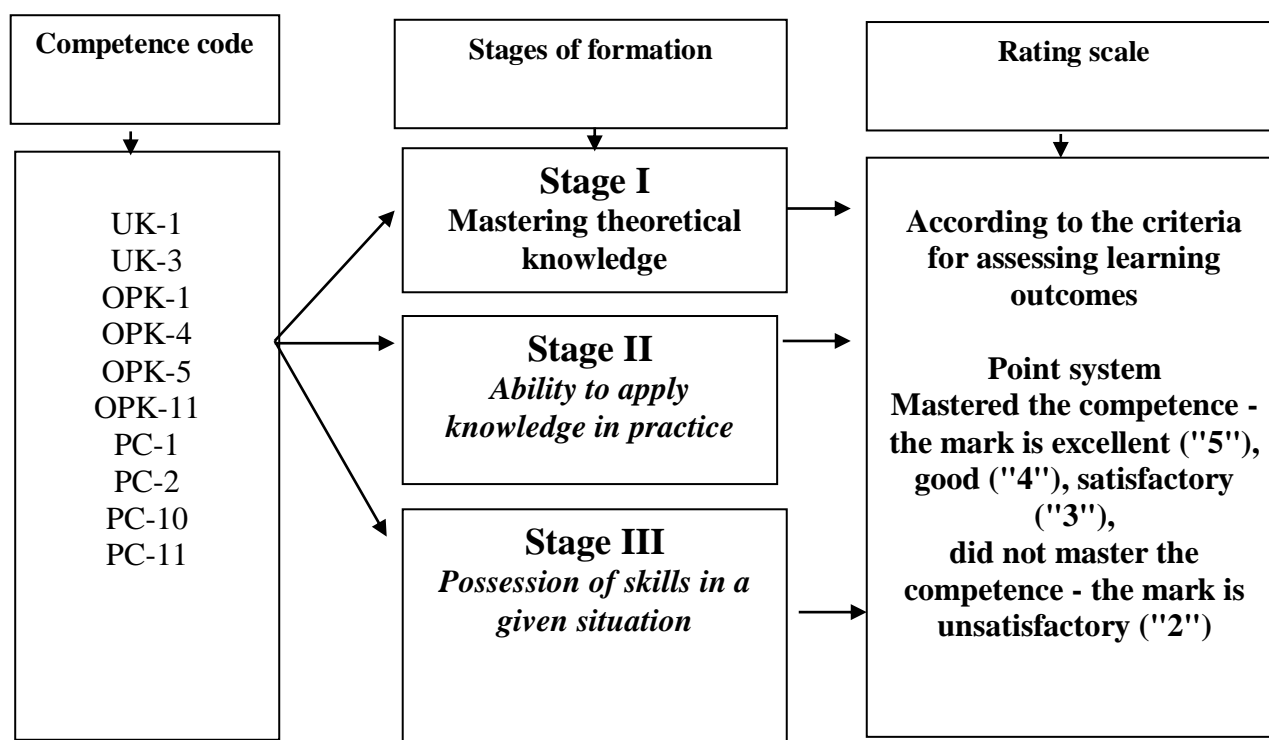 Competence code
Stages of formation
Rating scale
UK-1
UK-3
OPK-1
OPK-4
OPK-5
OPK-11
PC-1
PC-2
PC-10
PC-11
Stage I
Mastering theoretical
knowledge
Stage II
Ability to apply
knowledge in practice
Stage III
Possession of skills in a
given situation
According to the criteria
for assessing learning
outcomes
Point system
Mastered the competence -
the mark is excellent ("5"),
good ("4"), satisfactory
("3"),
did not master the
competence - the mark is
unsatisfactory ("2")